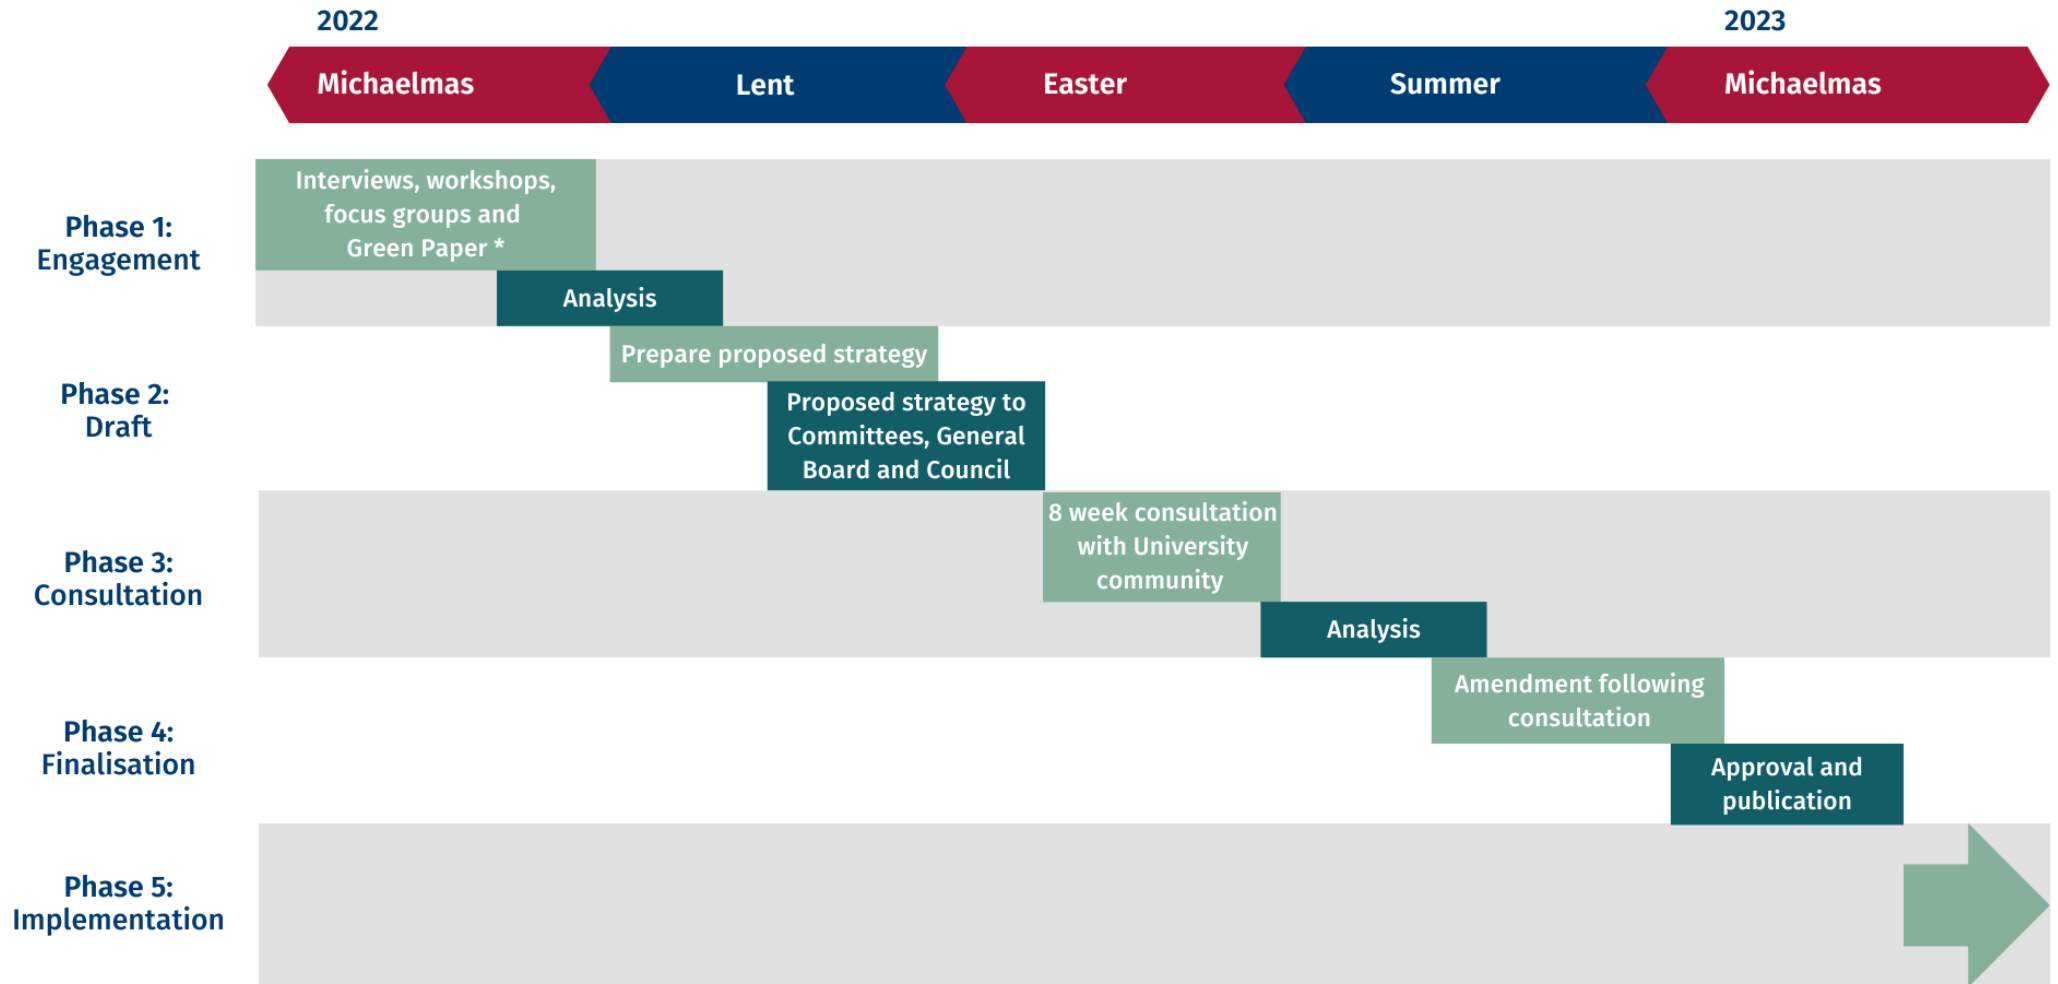 2022
2023
Michaelmas
Lent
Easter
Summer
Michaelmas
Phase 1:
Engagement
Interviews, workshops,
focus groups and
Green Paper *
Analysis
Phase 2:
Draft
Prepare proposed strategy
Proposed strategy to
Committees, General
Board and Council
Phase 3:
Consultation
8 week consultation
with University
community
Analysis
Phase 4:
Finalisation
Amendment following
consultation
Approval and
publication
Phase 5:
Implementation